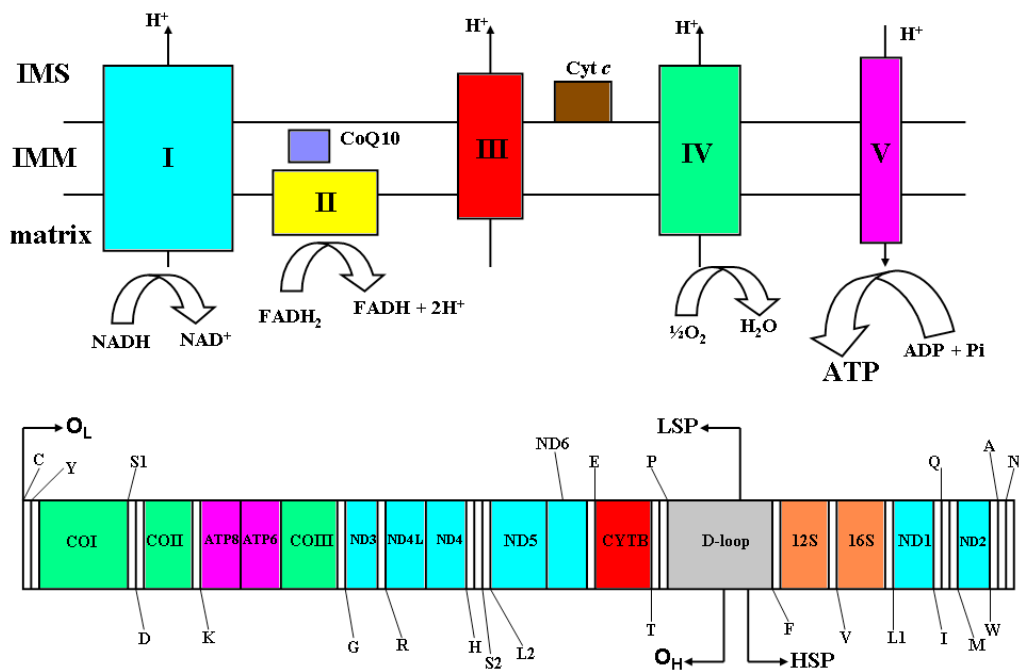 H⁺ H⁺ H⁺ H⁺
IMS
Cyt c
IMM
CoQ10
I
II
III
IV
V
matrix
NADH
NAD⁺
FADH₂
FADH + 2H⁺
½O₂
H₂O
ADP + Pi
ATP
O_L
LSP
C
Y
S1
ND6
E
P
Q
A
N
COI
COII
ATP8
ATP6
COIII
ND3
ND4L
ND4
ND5
CYTB
D-loop
12S
16S
ND1
ND2
D
K
G
R
H
S2
L2
T
F
V
L1
I
M
W
O_H
HSP